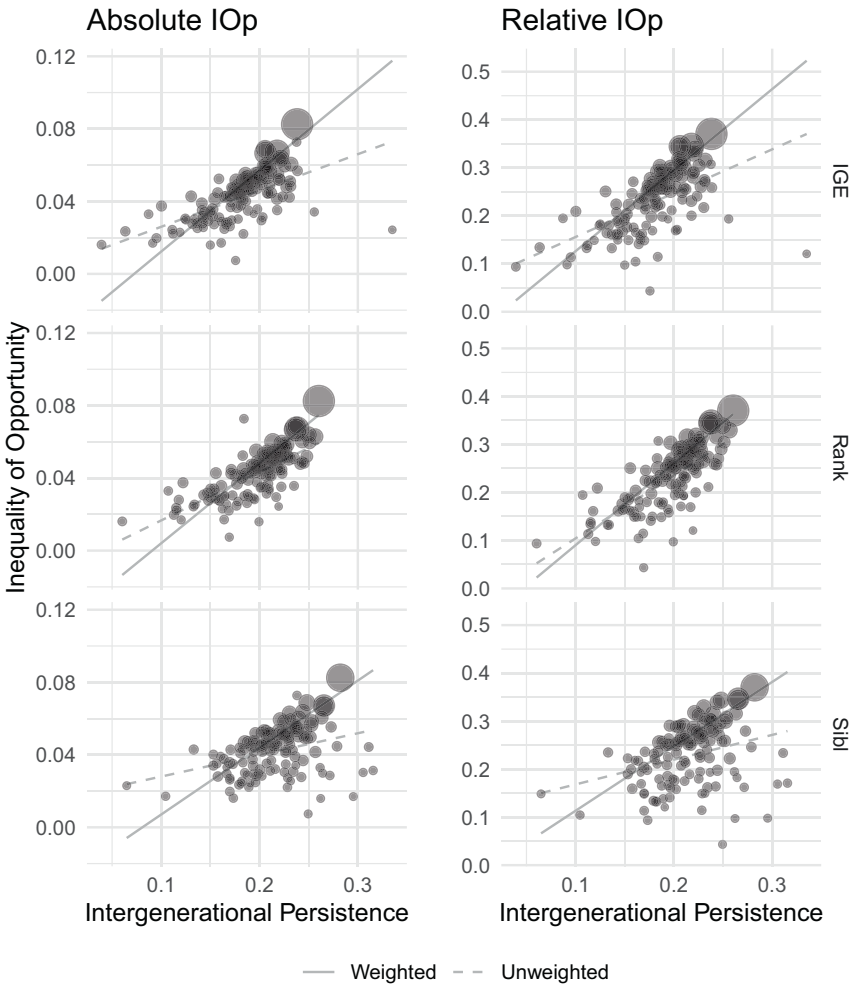 Absolute IOp
Relative IOp
0.12
0.08
0.04
0.00
0.5
0.4
0.3
0.2
0.1
0.0
IGE
0.12
0.08
0.04
0.00
0.5
0.4
0.3
0.2
0.1
0.0
Rank
0.12
0.08
0.04
0.00
0.5
0.4
0.3
0.2
0.1
0.0
Sibl
Inequality of Opportunity
0.1 0.2 0.3
0.1 0.2 0.3
Intergenerational Persistence
Intergenerational Persistence
Weighted
Unweighted